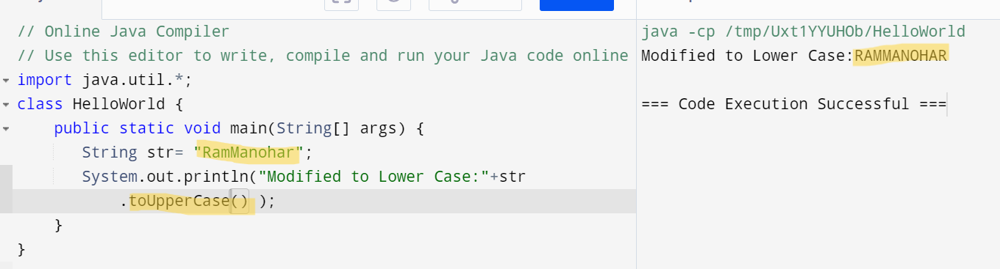 // Online Java Compiler
// Use this editor to write, compile and run your Java code online
import java.util.*;
class HelloWorld {
public static void main(String[] args) {
String str= "RamManohar";
System.out.println("Modified to Lower Case:"+str
.toUpperCase() );
}
}
java -cp /tmp/Uxt1YYUHOb/HelloWorld
Modified to Lower Case:RAMMANOHAR
=== Code Execution Successful ===